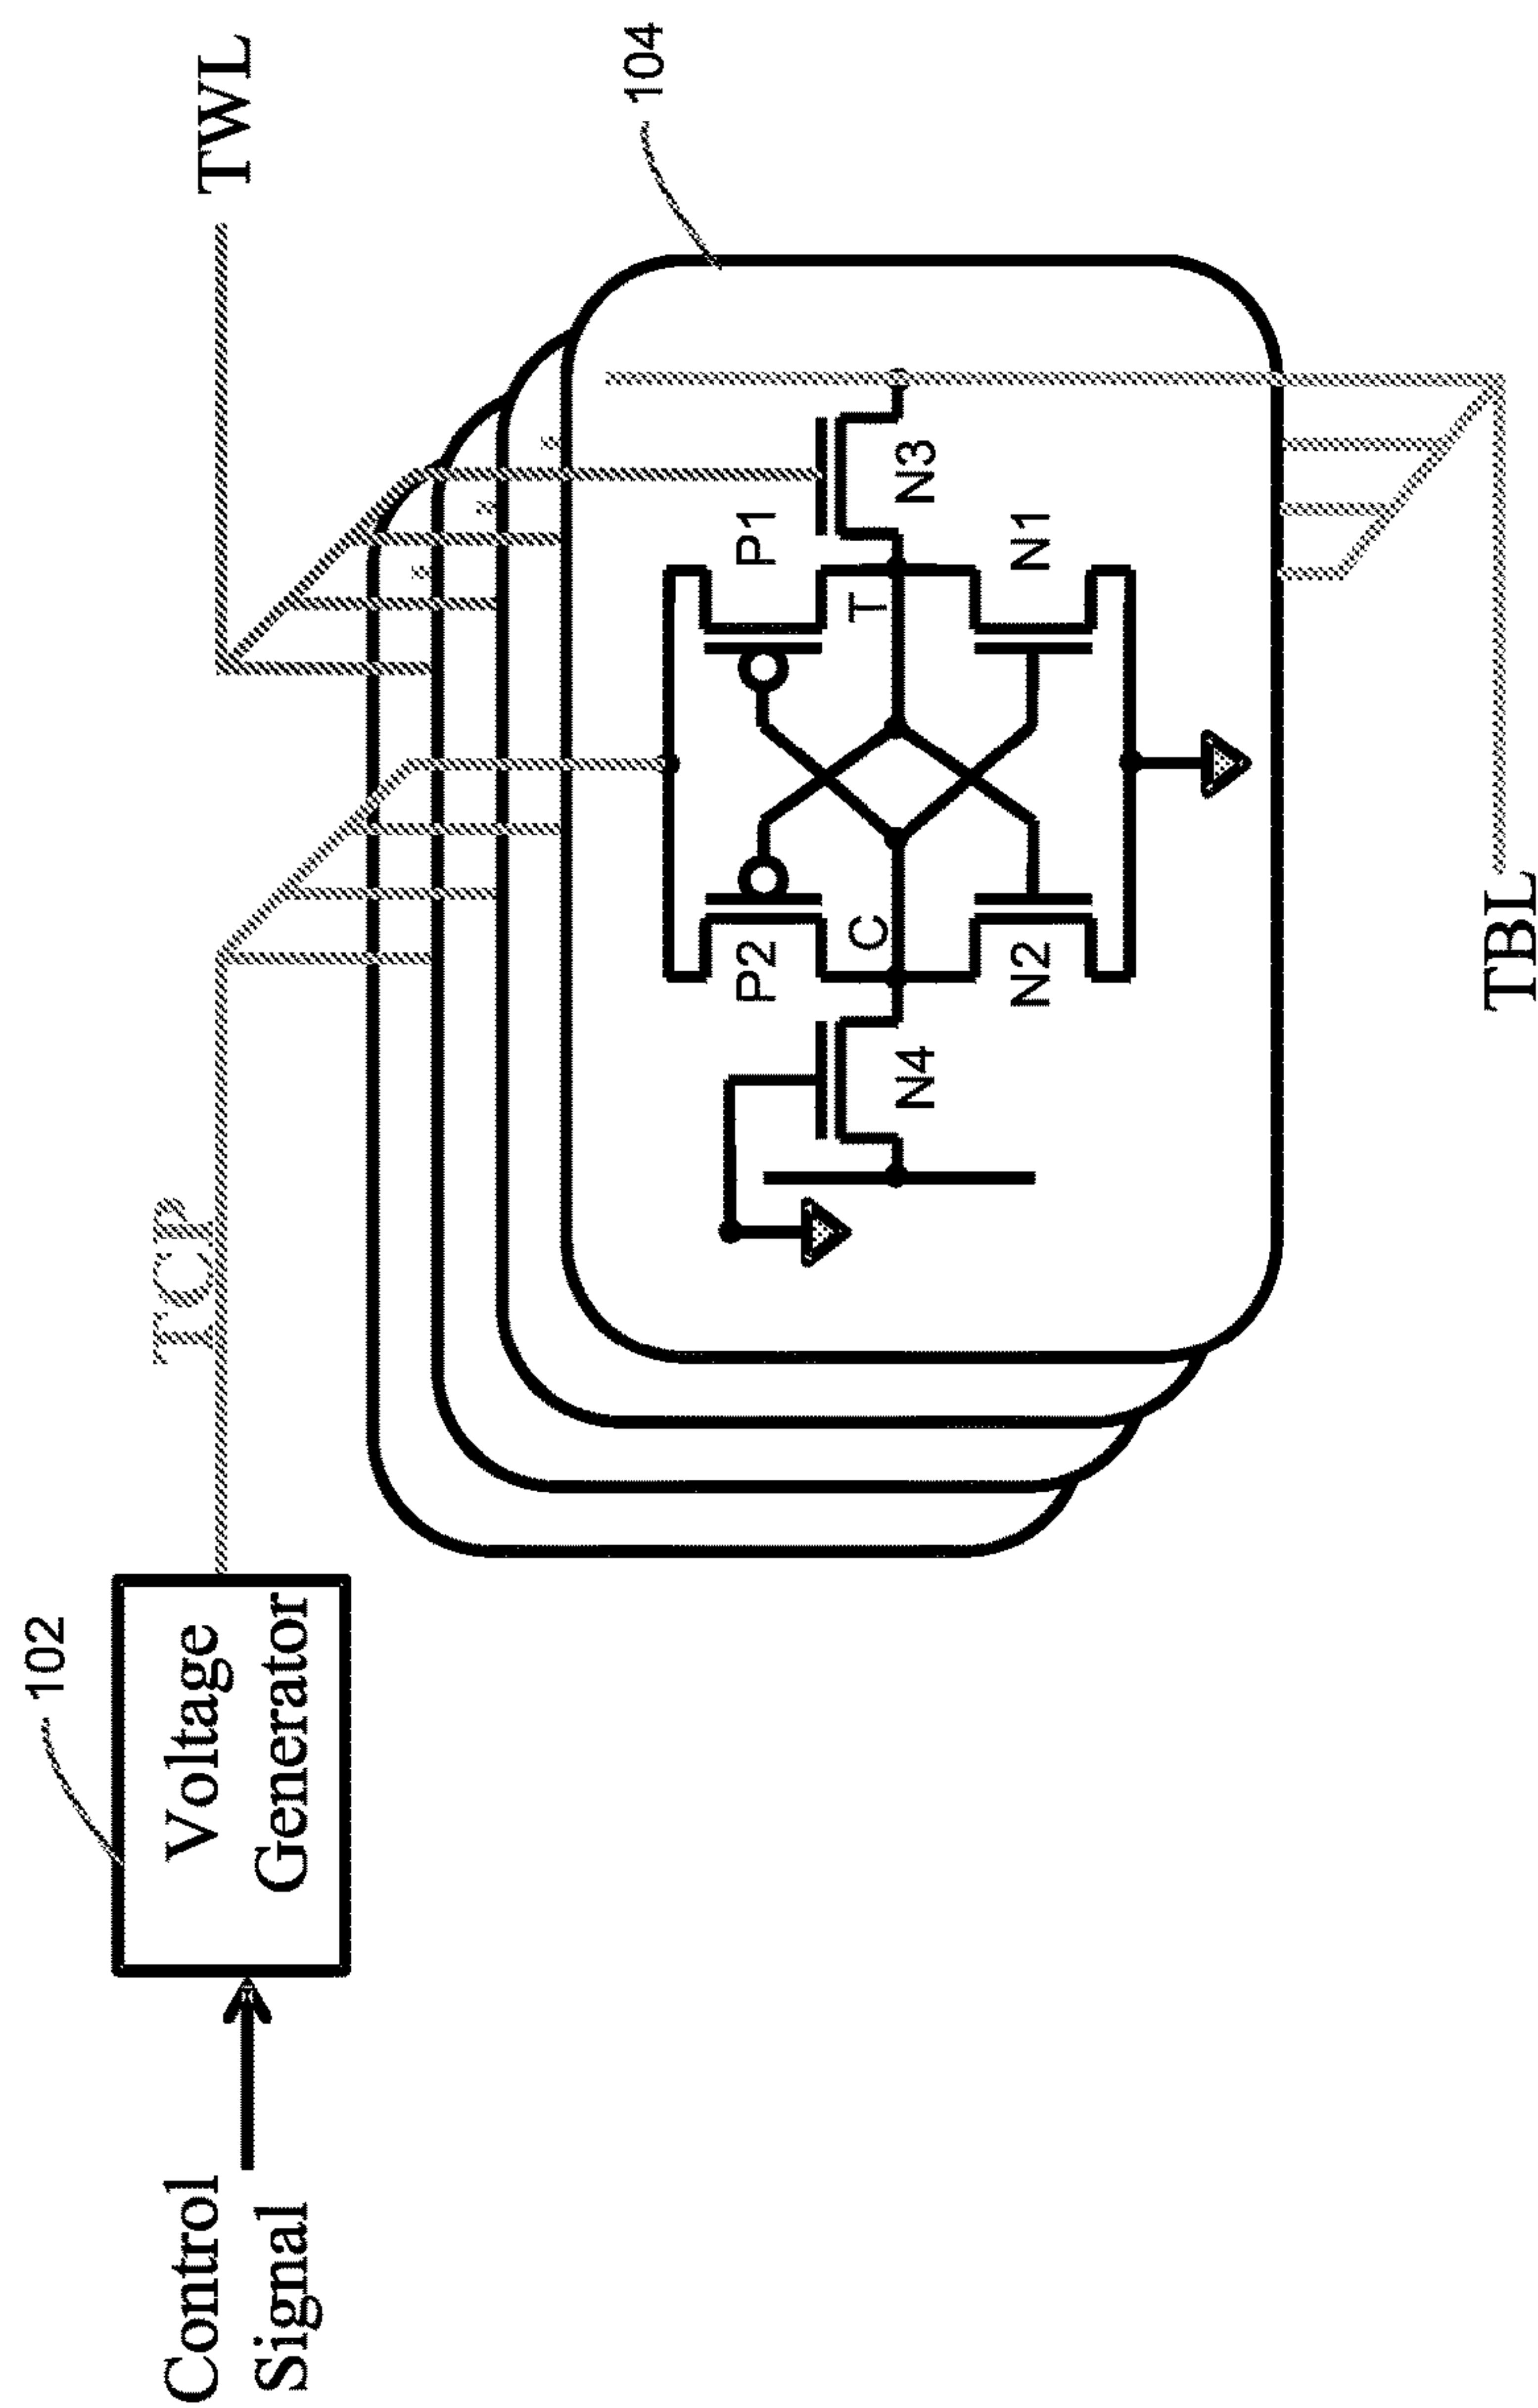 Control
Signal
Voltage
Generator
102
TCP
TWL
104
P2
P1
C
T
N4
N3
N2
N1
TBL